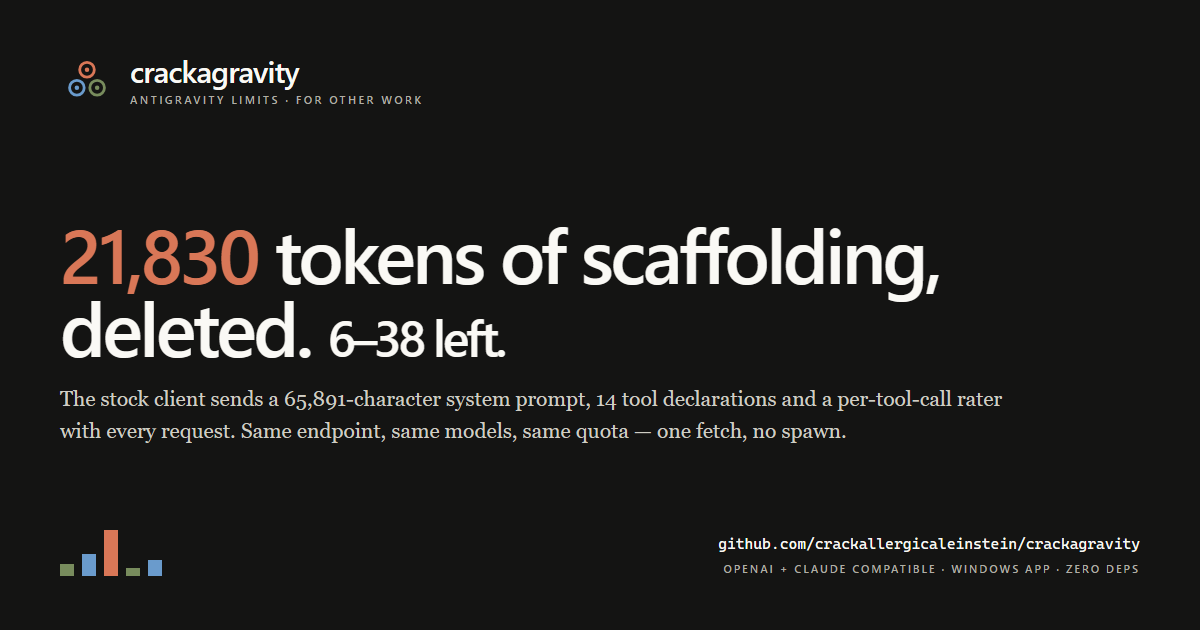 crackagravity
ANTIGRAVITY LIMITS · FOR OTHER WORK
21,830 tokens of scaffolding,
deleted. 6–38 left.
The stock client sends a 65,891-character system prompt, 14 tool declarations and a per-tool-call rater
with every request. Same endpoint, same models, same quota — one fetch, no spawn.
github.com/crackallergicaleinstein/crackagravity
OPENAI + CLAUDE COMPATIBLE · WINDOWS APP · ZERO DEPS